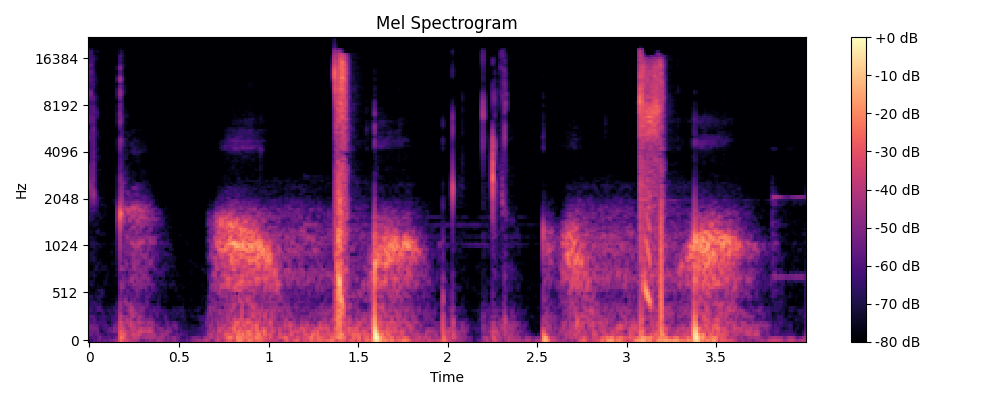 Mel Spectrogram
Hz
16384
8192
4096
2048
1024
512
0
0 0.5 1 1.5 2 2.5 3 3.5
Time
+0 dB
-10 dB
-20 dB
-30 dB
-40 dB
-50 dB
-60 dB
-70 dB
-80 dB